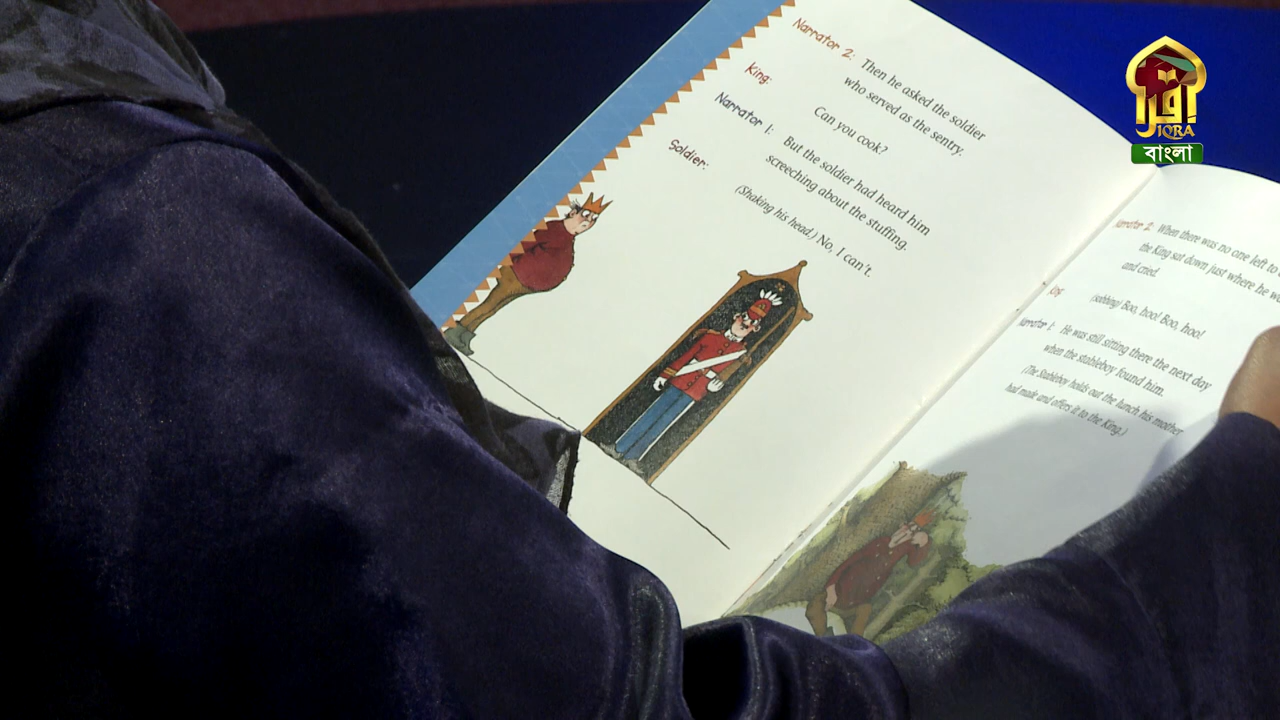 Narrator 2: Then he asked the soldier
who served as the sentry.
King: Can you cook?
Narrator 1: But the soldier had heard him
screeching about the stuffing.
Soldier: (Shaking his head.) No, I can't.
Narrator 2: When there was no one left to
the King sat down just where he
and cried.
(sobbing) Boo, hoo! Boo, hoo!
Narrator 1: He was still sitting there the next day
when the stableboy found him.
(The Stableboy holds out the lunch his mother
had made and offers it to the King.)
اقرأ
IQRA
বাংলা